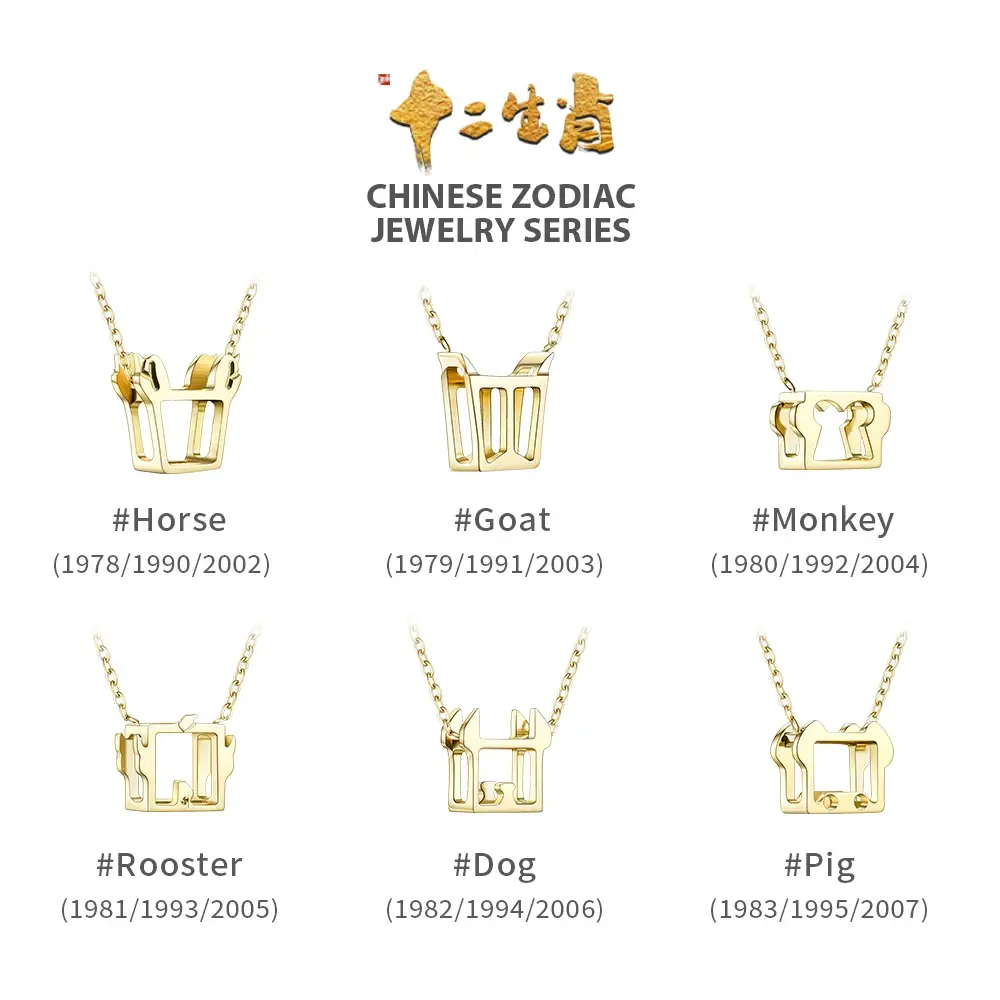 十二生肖
CHINESE ZODIAC
JEWELRY SERIES
#Horse
(1978/1990/2002)
#Goat
(1979/1991/2003)
#Monkey
(1980/1992/2004)
#Rooster
(1981/1993/2005)
#Dog
(1982/1994/2006)
#Pig
(1983/1995/2007)